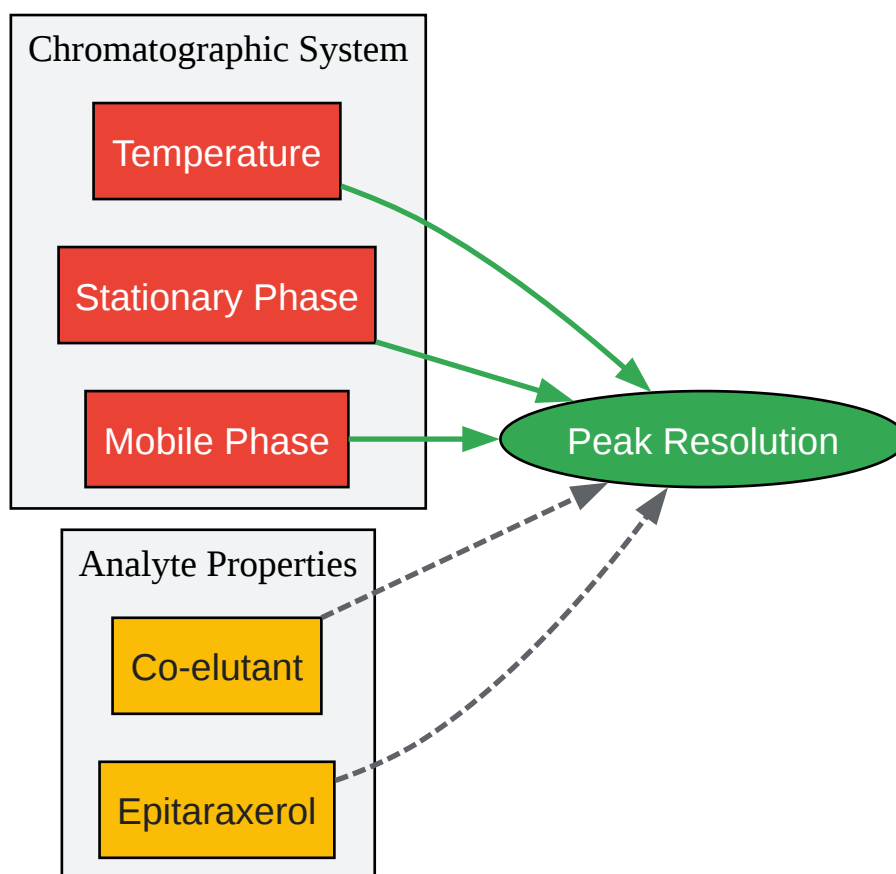 Chromatographic System
Temperature
Stationary Phase
Mobile Phase
Peak Resolution
Analyte Properties
Co-elutant
Epitaraxerol